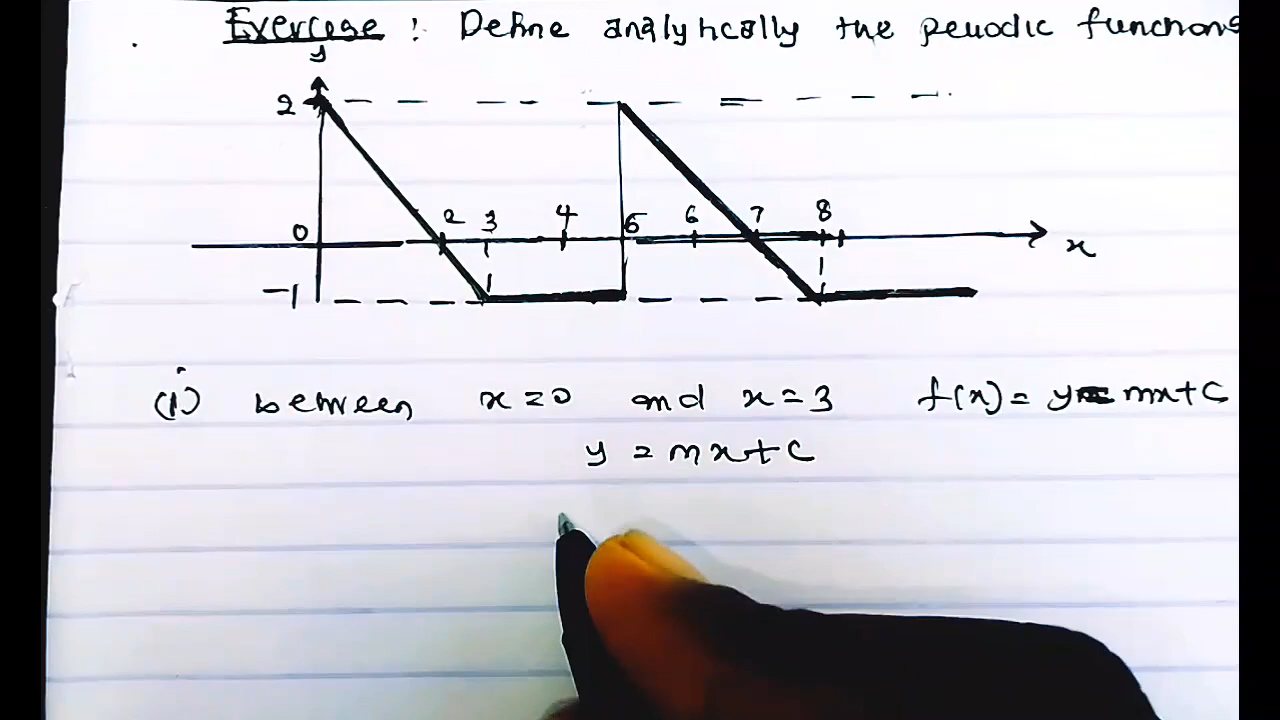 Exercise : Define analytically the periodic functions
y
2
2 3 4 5 6 7 8
0
x
-1
(i) between x = 0 and x = 3 f(x) = y = mx+c
y = mx+c